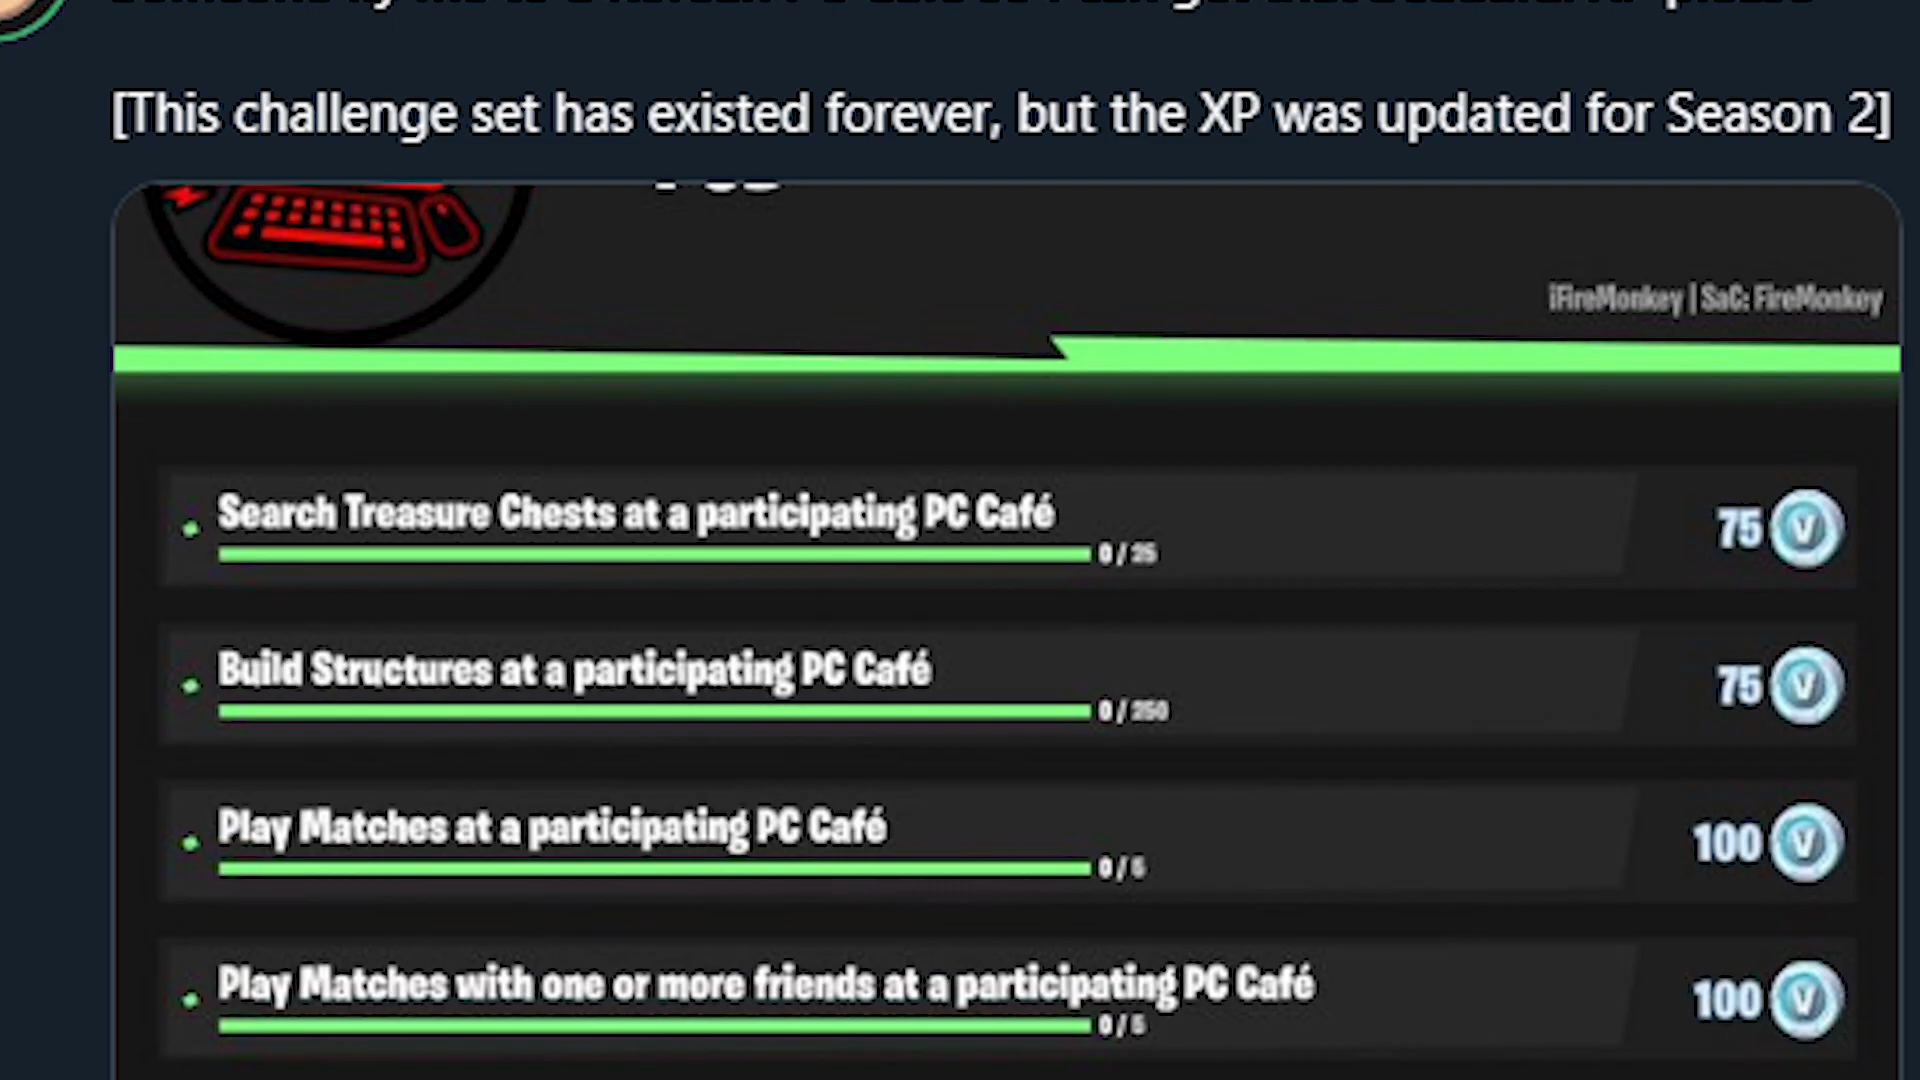 [This challenge set has existed forever, but the XP was updated for Season 2]
iFireMonkey | SaC: FireMonkey
Search Treasure Chests at a participating PC Café
0 / 25
75
Build Structures at a participating PC Café
0 / 250
75
Play Matches at a participating PC Café
0 / 5
100
Play Matches with one or more friends at a participating PC Café
0 / 5
100